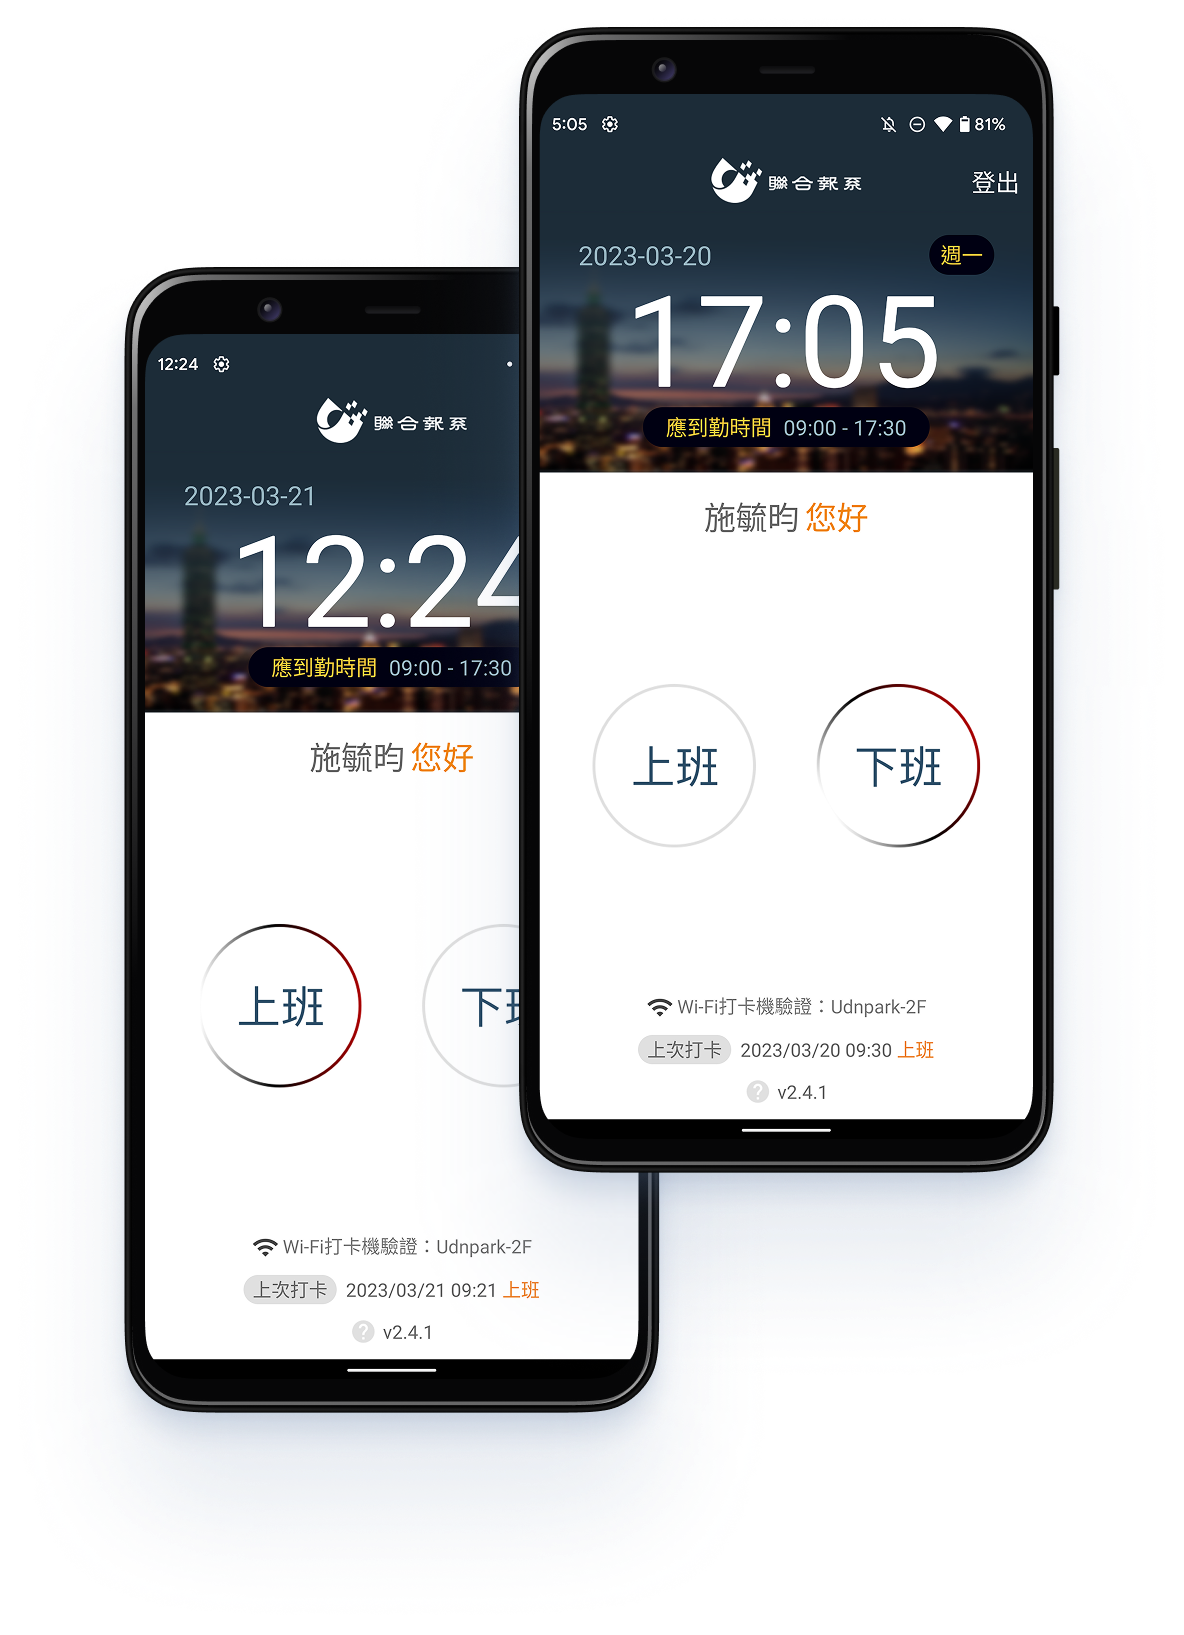 5:05 81%
聯合報系 登出
2023-03-20 週一
17:05
應到勤時間 09:00 - 17:30
施毓昀 您好
上班 下班
Wi-Fi打卡機驗證：Udnpark-2F
上次打卡 2023/03/20 09:30 上班
? v2.4.1
12:24
聯合報系
2023-03-21
12:24
應到勤時間 09:00 - 17:30
施毓昀 您好
上班 下班
Wi-Fi打卡機驗證：Udnpark-2F
上次打卡 2023/03/21 09:21 上班
? v2.4.1